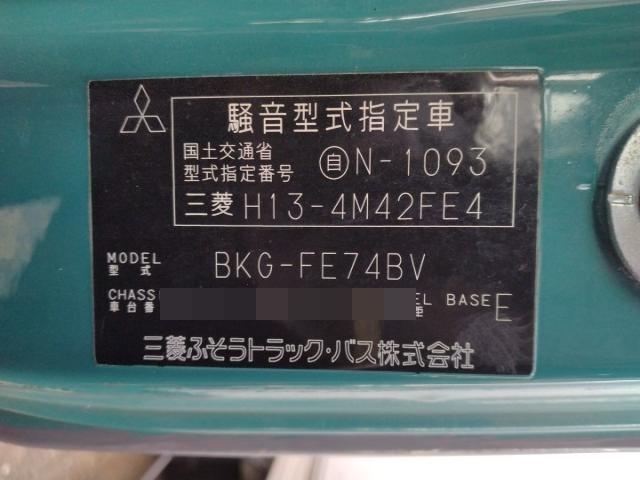 騒音型式指定車
国土交通省
型式指定番号 自N-1093
三菱 H13-4M42FE4
MODEL
型式 BKG-FE74BV
CHASS
車台番 EL BASE E
三菱ふそうトラック・バス株式会社